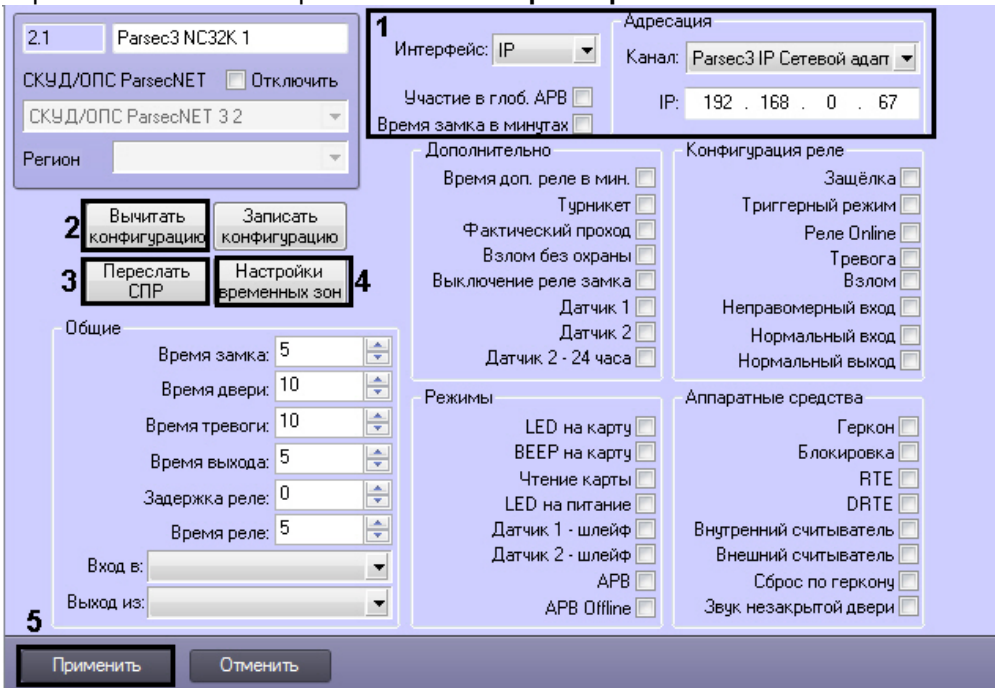 2.1 Parsec3 NC32K 1
СКУД/ОПС ParsecNET Отключить
СКУД/ОПС ParsecNET 3 2
Регион
1
Интерфейс: IP
Участие в глоб. APB
Время замка в минутах
Адресация
Канал: Parsec3 IP Сетевой адап
IP: 192 . 168 . 0 . 67
2 Вычитать конфигурацию
Записать конфигурацию
3 Переслать СПР
Настройки временных зон 4
Общие
Время замка: 5
Время двери: 10
Время тревоги: 10
Время выхода: 5
Задержка реле: 0
Время реле: 5
Вход в:
Выход из:
Дополнительно
Время доп. реле в мин.
Турникет
Фактический проход
Взлом без охраны
Выключение реле замка
Датчик 1
Датчик 2
Датчик 2 - 24 часа
Конфигурация реле
Защёлка
Триггерный режим
Реле Online
Тревога
Взлом
Неправомерный вход
Нормальный вход
Нормальный выход
Режимы
LED на карту
BEEP на карту
Чтение карты
LED на питание
Датчик 1 - шлейф
Датчик 2 - шлейф
APB
APB Offline
Аппаратные средства
Геркон
Блокировка
RTE
DRTE
Внутренний считыватель
Внешний считыватель
Сброс по геркону
Звук незакрытой двери
5
Применить Отменить